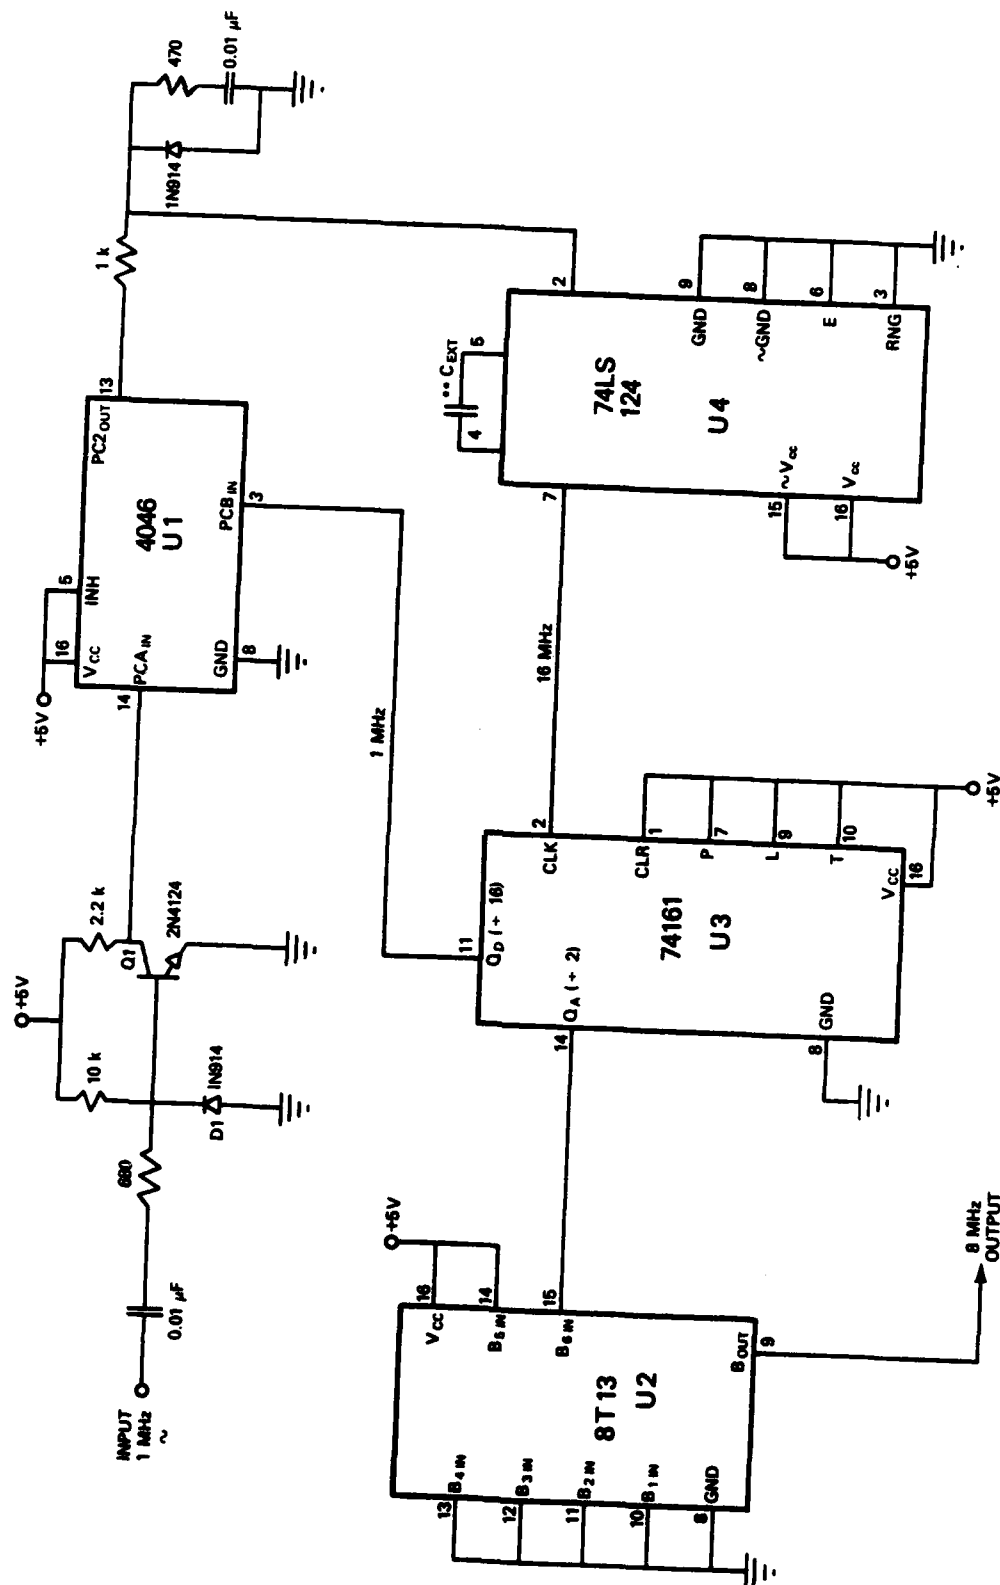 INPUT
1 MHz
~
0.01 µF
680
10 k
+5V
2.2 k
D1
1N914
Q1
2N4124
+5V
16
VCC
5
INH
14
PCAIN
4046
U1
PC2OUT
13
GND
8
PCBIN
3
1 k
1N914
470
0.01 µF
1 MHz
+5V
16
VCC
14
B5 IN
15
B6 IN
8T13
U2
13
B4 IN
12
B3 IN
11
B2 IN
10
B1 IN
8
GND
BOUT
9
8 MHz
OUTPUT
11
QD (÷ 16)
14
QA (÷ 2)
2
CLK
74161
U3
1
CLR
7
P
9
L
10
T
8
GND
VCC
16
+5V
16 MHz
4
** CEXT
5
7
2
74LS
124
U4
9
GND
8
~GND
6
E
3
RNG
15
~Vcc
16
Vcc
+5V